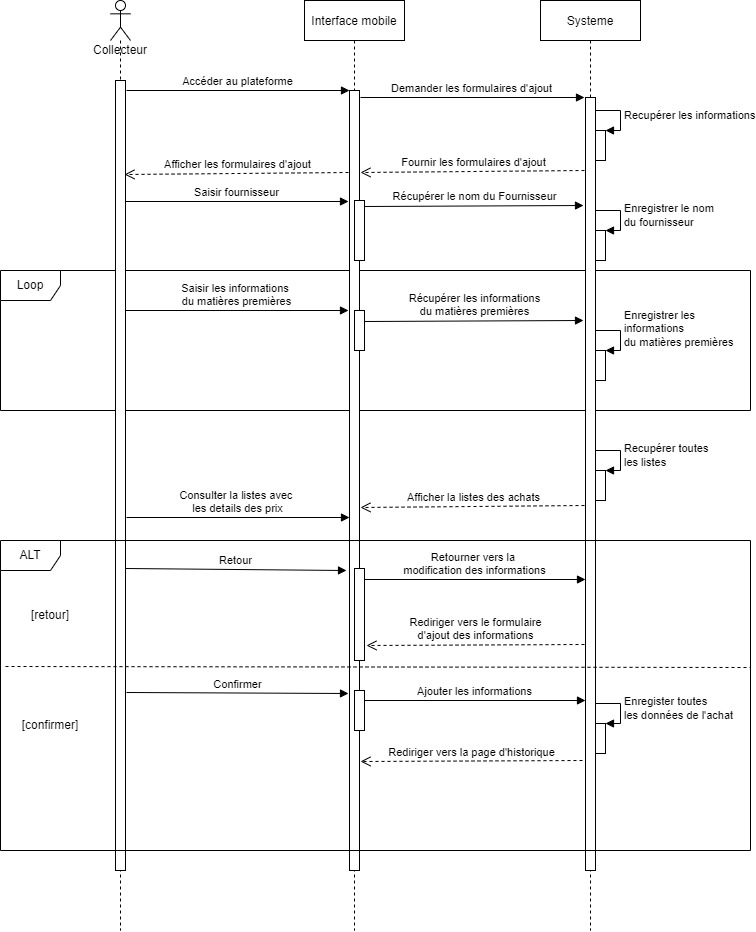 Collecteur
Interface mobile
Systeme
Accéder au plateforme
Demander les formulaires d'ajout
Recupérer les informations
Afficher les formulaires d'ajout
Fournir les formulaires d'ajout
Saisir fournisseur
Récupérer le nom du Fournisseur
Enregistrer le nom
du fournisseur
Loop
Saisir les informations
du matières premières
Récupérer les informations
du matières premières
Enregistrer les
informations
du matières premières
Recupérer toutes
les listes
Consulter la listes avec
les details des prix
Afficher la listes des achats
ALT
Retour
Retourner vers la
modification des informations
[retour]
Rediriger vers le formulaire
d'ajout des informations
Confirmer
Ajouter les informations
Enregister toutes
les données de l'achat
[confirmer]
Rediriger vers la page d'historique